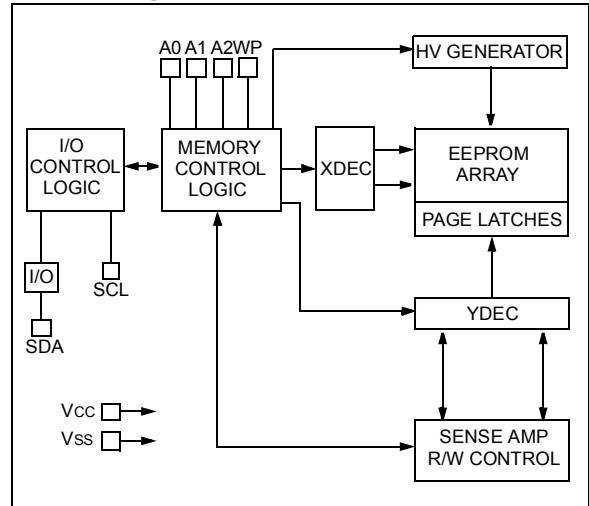 A0 A1 A2WP
HV GENERATOR
I/O
CONTROL
LOGIC
MEMORY
CONTROL
LOGIC
XDEC
EEPROM
ARRAY
PAGE LATCHES
I/O
SCL
SDA
YDEC
VCC
VSS
SENSE AMP
R/W CONTROL